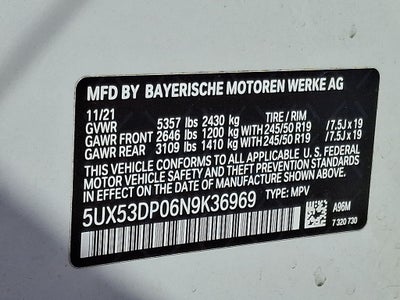 MFD BY BAYERISCHE MOTOREN WERKE AG
11/21 TIRE / RIM
GVWR 5357 lbs 2430 kg
GAWR FRONT 2646 lbs 1200 kg WITH 245/50 R19 /7.5J x 19
GAWR REAR 3109 lbs 1410 kg WITH 245/50 R19 /7.5J x 19
THIS VEHICLE CONFORMS TO ALL APPLICABLE U.S. FEDERAL
MOTOR VEHICLE SAFETY, BUMPER, AND THEFT PREVENTION
STANDARDS IN EFFECT ON THE DATE OF MANUFACTURE SHOWN ABOVE.
5UX53DP06N9K36969 TYPE: MPV
A96M
7 320 730